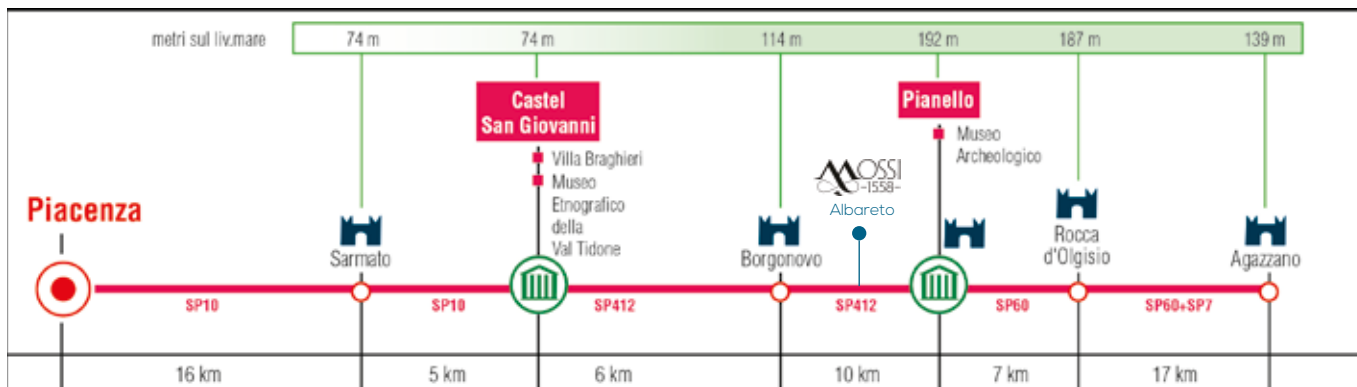 metri sul liv.mare 74 m 74 m 114 m 192 m 187 m 139 m
Castel
San Giovanni
Pianello
Villa Braghieri
Museo
Etnografico
della
Val Tidone
Museo
Archeologico
MOSSI
-1558-
Albareto
Piacenza
Sarmato
Borgonovo
Rocca
d'Olgisio
Agazzano
SP10 SP10 SP412 SP412 SP60 SP60+SP7
16 km 5 km 6 km 10 km 7 km 17 km